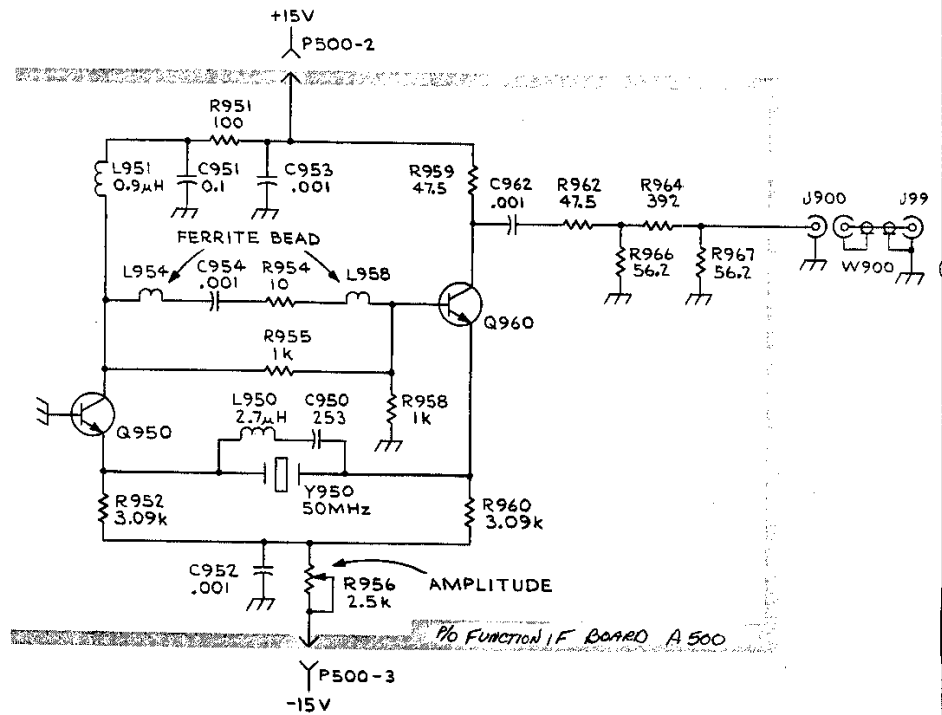 +15V
P500-2
R951
100
L951
0.9µH
C951
0.1
C953
.001
R959
47.5
C962
.001
R962
47.5
R964
392
J900
J99
FERRITE BEAD
R966
56.2
R967
56.2
W900
L954
C954
.001
R954
10
L958
Q960
R955
1k
L950
2.7µH
C950
253
R958
1k
Q950
Y950
50MHz
R952
3.09k
R960
3.09k
C952
.001
R956
2.5k
AMPLITUDE
P/O FUNCTION IF BOARD A500
P500-3
-15V